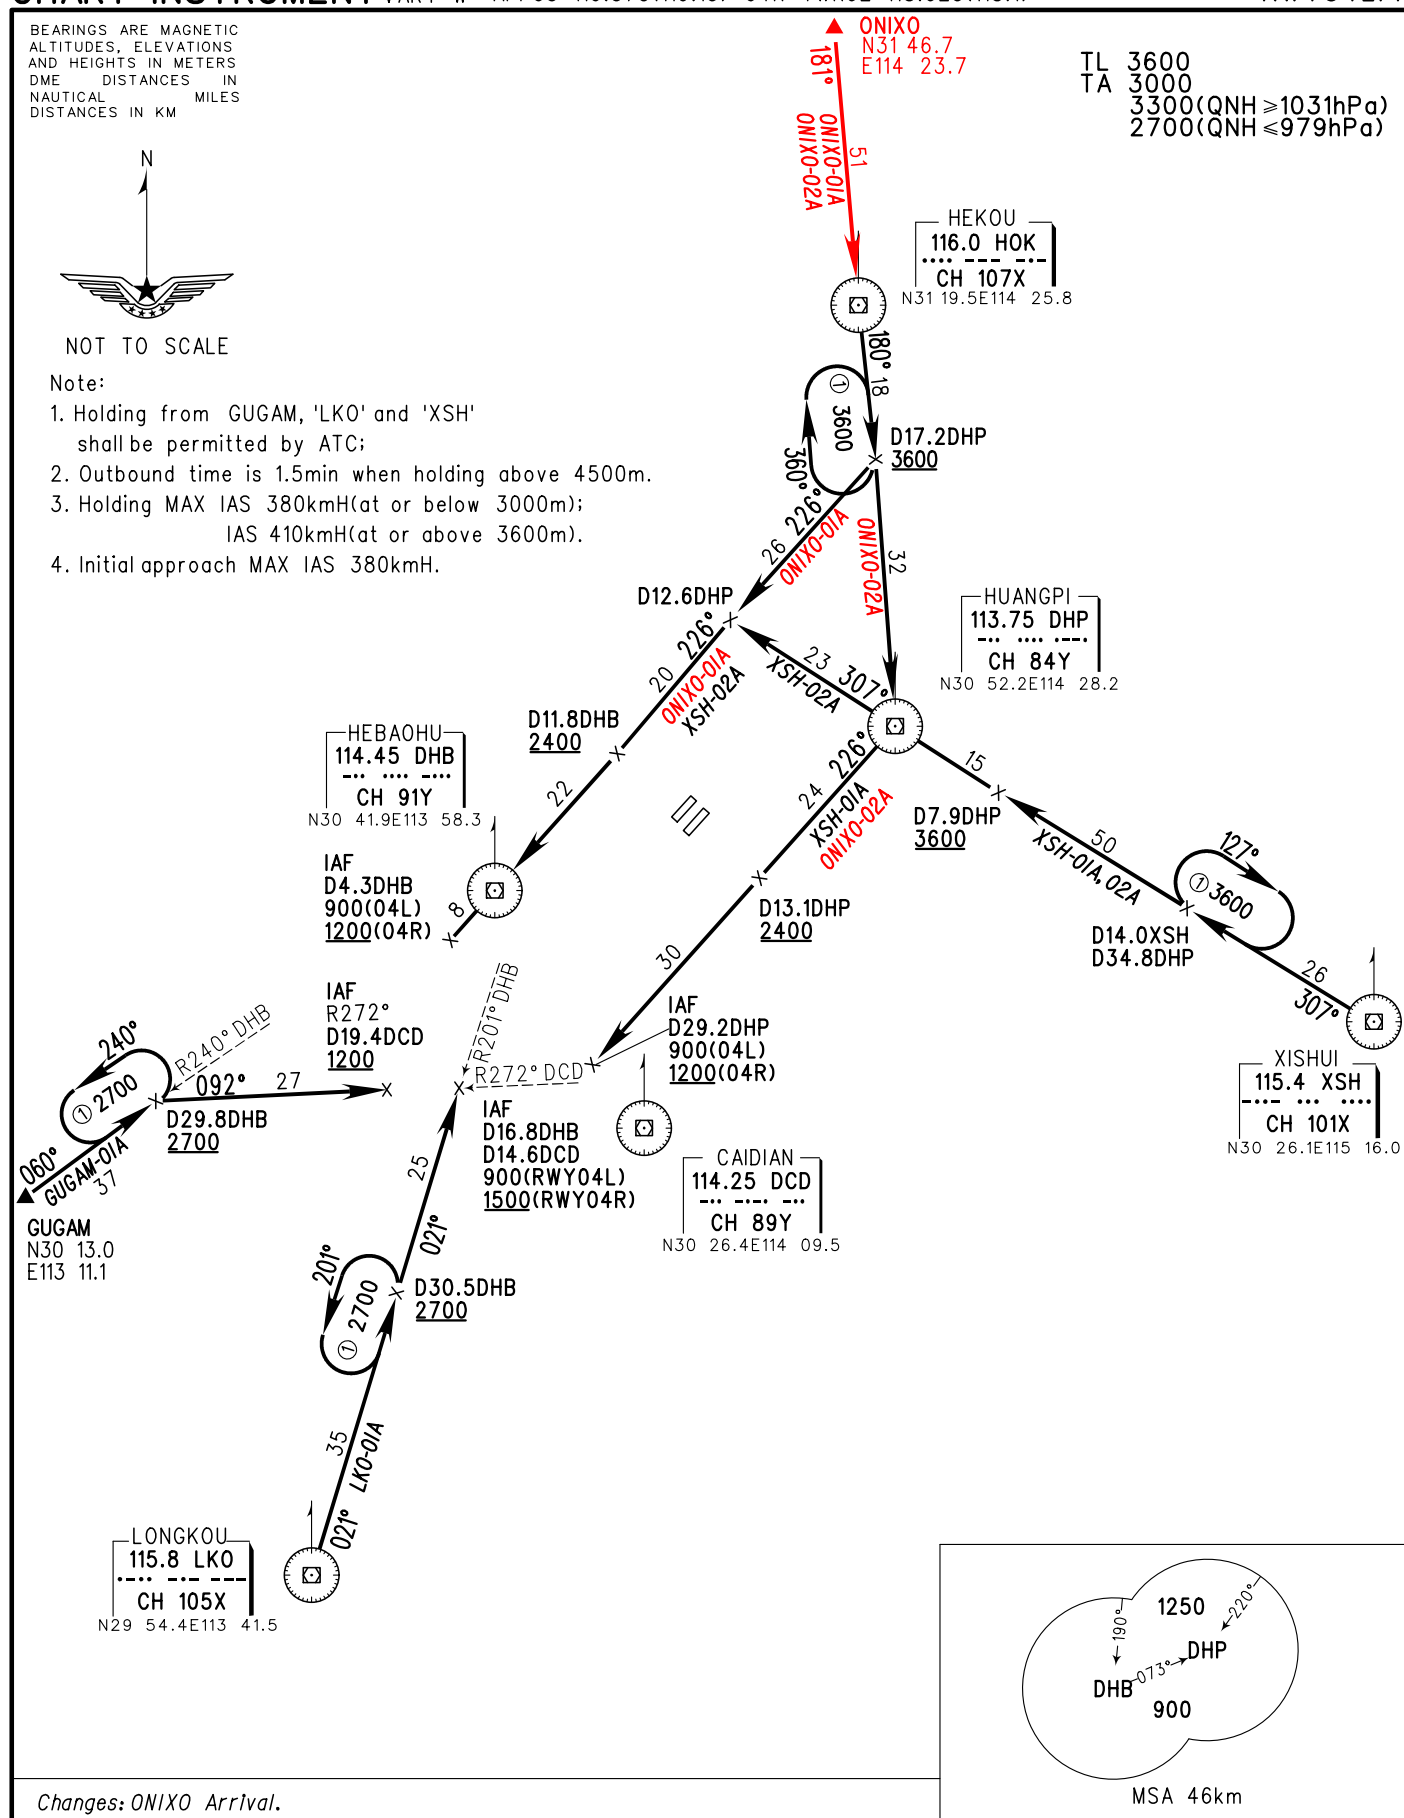 BEARINGS ARE MAGNETIC
ALTITUDES, ELEVATIONS
AND HEIGHTS IN METERS
DME DISTANCES IN
NAUTICAL MILES
DISTANCES IN KM
N
NOT TO SCALE
Note:
1. Holding from GUGAM, 'LKO' and 'XSH'
shall be permitted by ATC;
2. Outbound time is 1.5min when holding above 4500m.
3. Holding MAX IAS 380kmH(at or below 3000m);
IAS 410kmH(at or above 3600m).
4. Initial approach MAX IAS 380kmH.
TL 3600
TA 3000
3300(QNH ≥1031hPa)
2700(QNH ≤979hPa)
ONIXO
N31 46.7
E114 23.7
181°
51
ONIXO-01A
ONIXO-02A
HEKOU
116.0 HOK
CH 107X
N31 19.5E114 25.8
180°
18
① 3600
360°
D17.2DHP
3600
226°
26
ONIXO-01A
ONIXO-02A
32
D12.6DHP
HUANGPI
113.75 DHP
CH 84Y
N30 52.2E114 28.2
23
307°
XSH-02A
226°
20
ONIXO-01A
XSH-02A
D11.8DHB
2400
HEBAOHU
114.45 DHB
CH 91Y
N30 41.9E113 58.3
22
226°
24
XSH-01A
ONIXO-02A
15
D7.9DHP
3600
50
XSH-01A, 02A
127°
① 3600
D14.0XSH
D34.8DHP
26
307°
XISHUI
115.4 XSH
CH 101X
N30 26.1E115 16.0
IAF
D4.3DHB
900(04L)
1200(04R)
8
D13.1DHP
2400
30
IAF
D29.2DHP
900(04L)
1200(04R)
IAF
R272°
D19.4DCD
1200
R201° DHB
R272° DCD
R240° DHB
240°
① 2700
092°
27
D29.8DHB
2700
060°
GUGAM-01A
37
GUGAM
N30 13.0
E113 11.1
IAF
D16.8DHB
D14.6DCD
900(RWY04L)
1500(RWY04R)
CAIDIAN
114.25 DCD
CH 89Y
N30 26.4E114 09.5
25
021°
201°
① 2700
D30.5DHB
2700
35
LKO-01A
021°
LONGKOU
115.8 LKO
CH 105X
N29 54.4E113 41.5
1250
190°
220°
DHP
073°
DHB
900
MSA 46km
Changes: ONIXO Arrival.